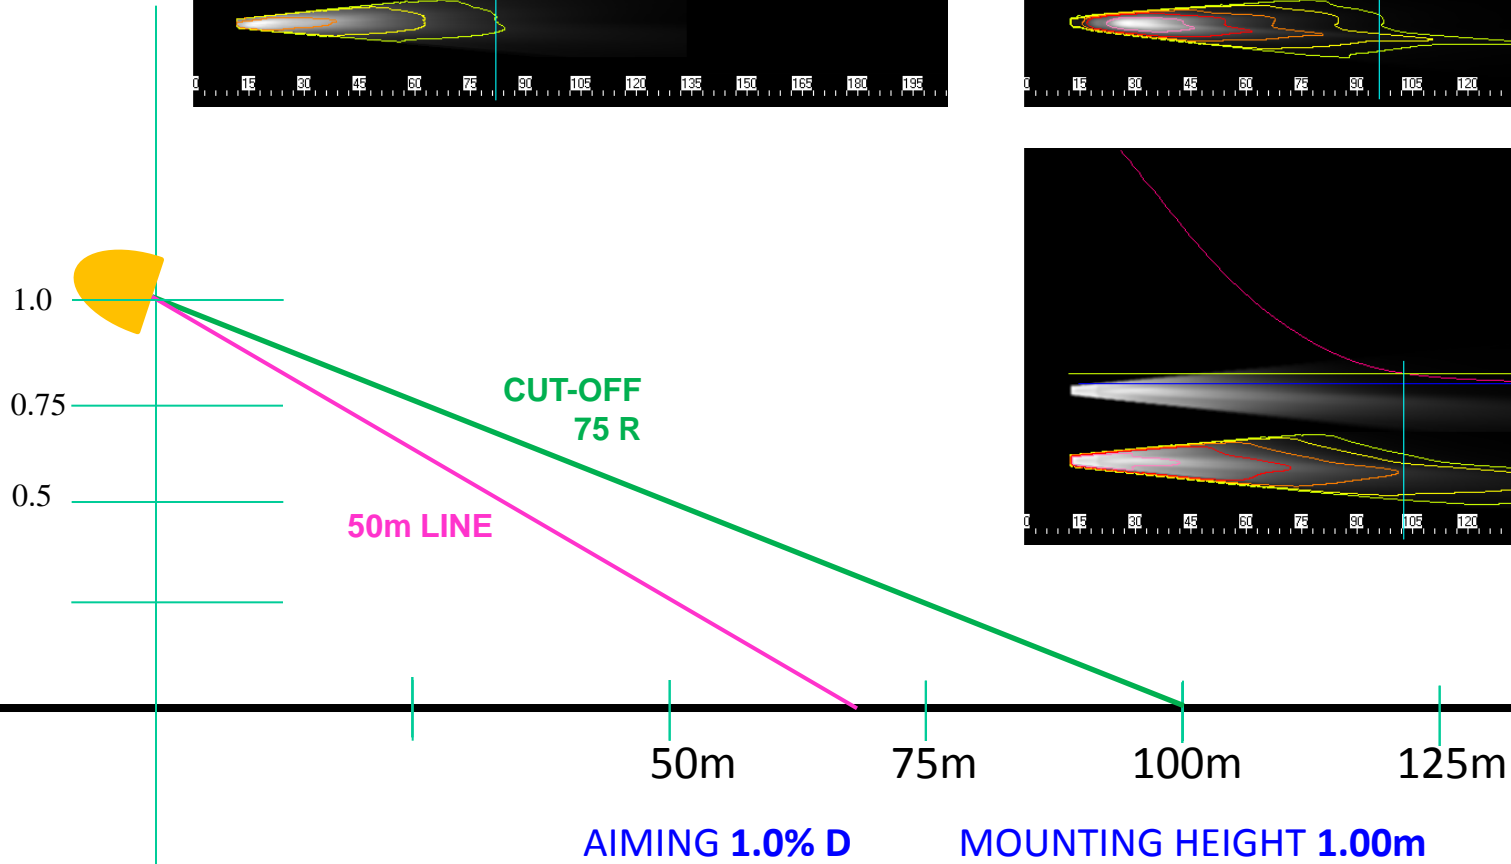 0 15 30 45 60 75 90 105 120 135 150 165 180 195
0 15 30 45 60 75 90 105 120
1.0
0.75
0.5
CUT-OFF
75 R
50m LINE
0 15 30 45 60 75 90 105 120
50m 75m 100m 125m
AIMING 1.0% D MOUNTING HEIGHT 1.00m